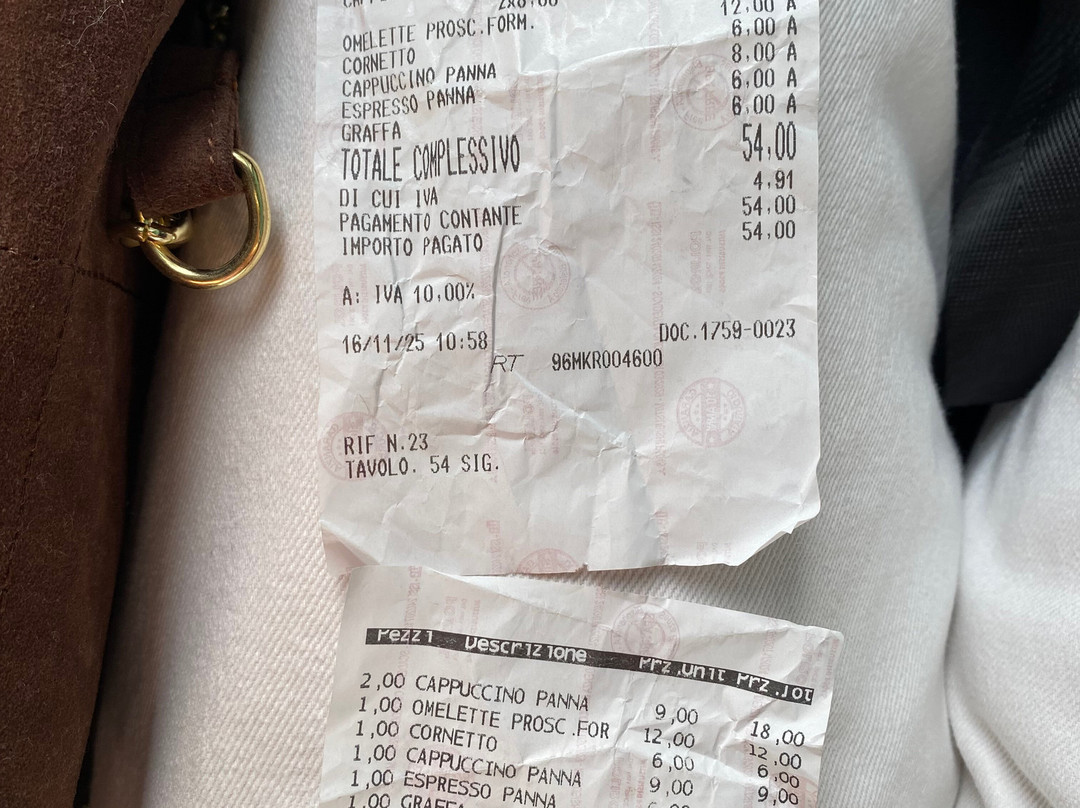 2x8,00
OMELETTE PROSC.FORM. 12,00 A
CORNETTO 6,00 A
CAPPUCCINO PANNA 8,00 A
ESPRESSO PANNA 6,00 A
GRAFFA 6,00 A
TOTALE COMPLESSIVO 54,00
DI CUI IVA 4,91
PAGAMENTO CONTANTE 54,00
IMPORTO PAGATO 54,00
A: IVA 10,00%
16/11/25 10:58 DOC.1759-0023
RT 96MKR004600
RIF N.23
TAVOLO. 54 SIG.
Pezzi Descrizione Prz.Unit Prz.Tot
2,00 CAPPUCCINO PANNA 9,00 18,00
1,00 OMELETTE PROSC.FOR 12,00 12,00
1,00 CORNETTO 6,00 6,00
1,00 CAPPUCCINO PANNA 9,00 9,00
1,00 ESPRESSO PANNA
1,00 GRAFFA